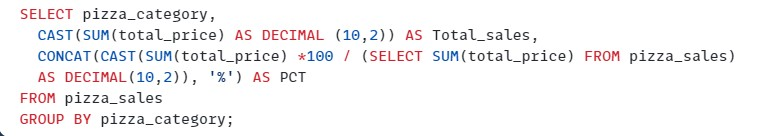 SELECT pizza_category,
CAST(SUM(total_price) AS DECIMAL (10,2)) AS Total_sales,
CONCAT(CAST(SUM(total_price) *100 / (SELECT SUM(total_price) FROM pizza_sales)
AS DECIMAL(10,2)), '%') AS PCT
FROM pizza_sales
GROUP BY pizza_category;